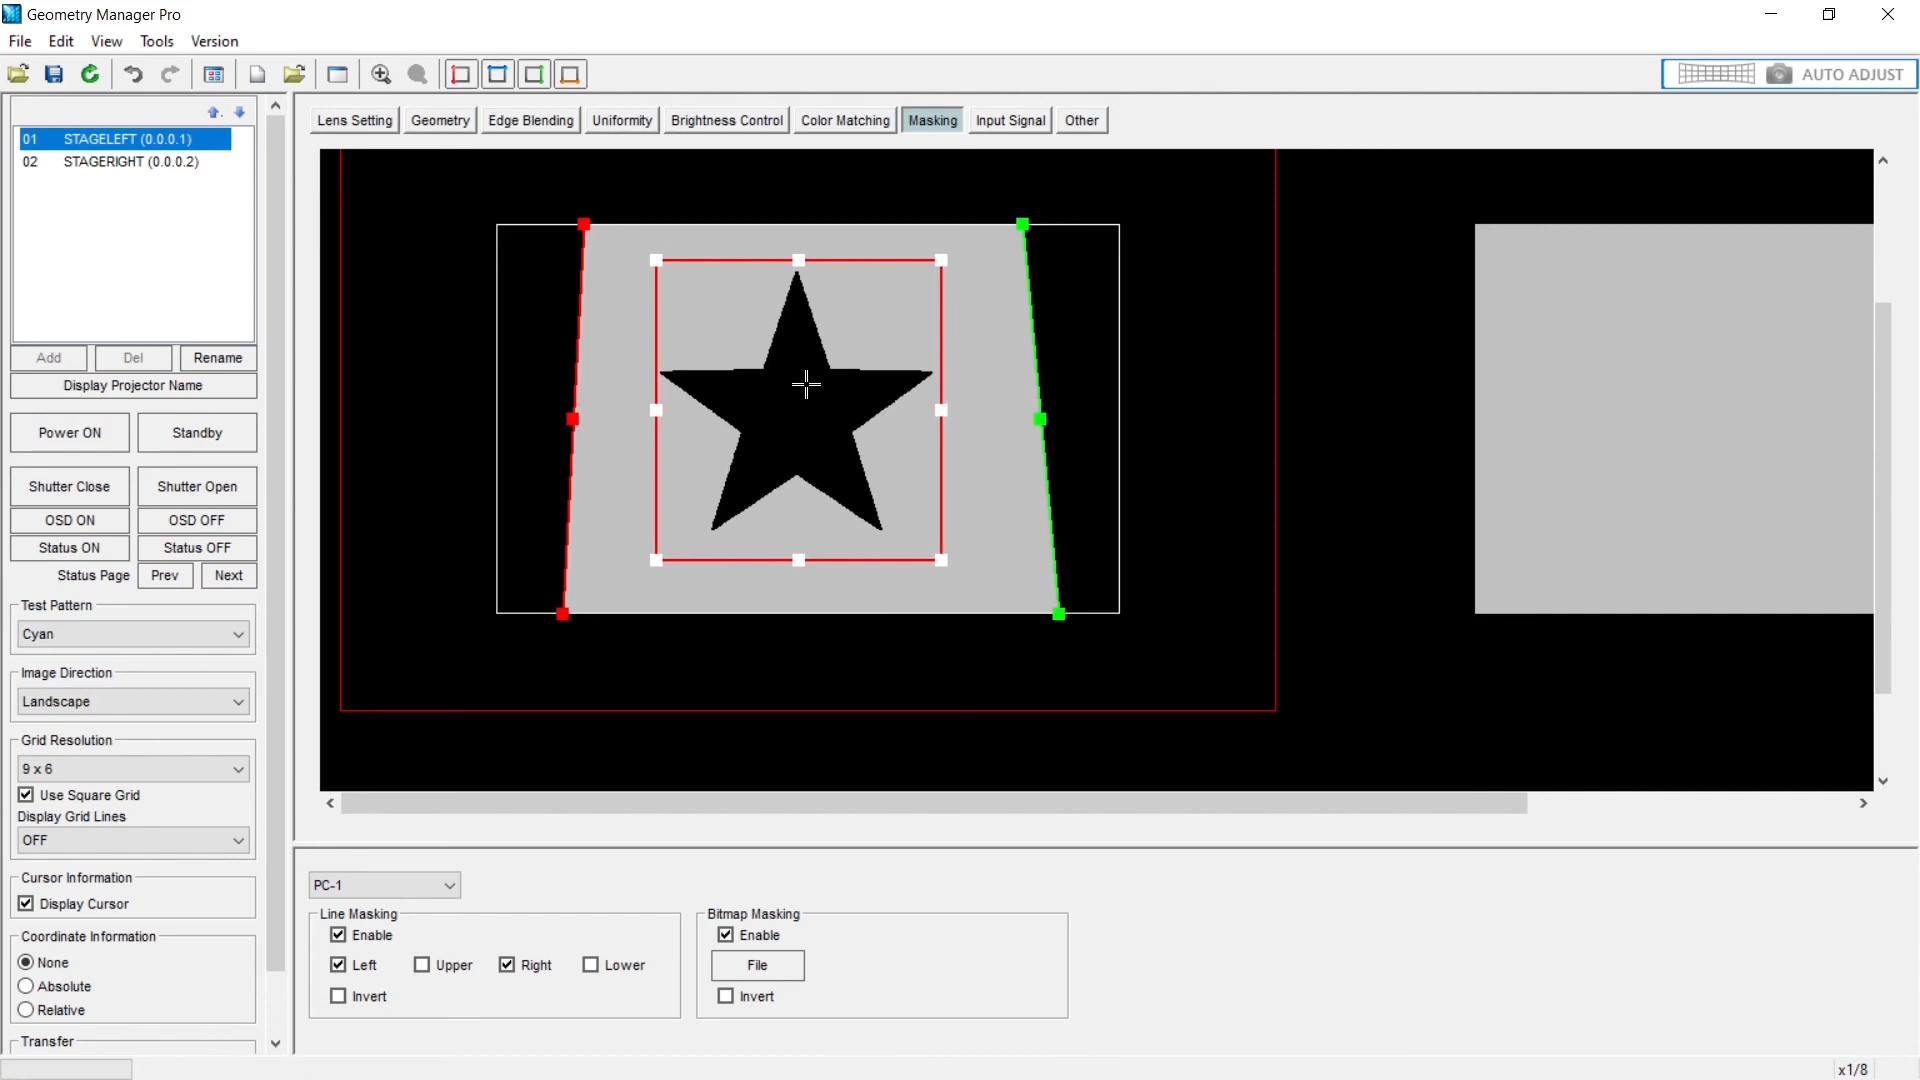 Geometry Manager Pro
File Edit View Tools Version
AUTO ADJUST
01 STAGELEFT (0.0.0.1)
02 STAGERIGHT (0.0.0.2)
Add Del Rename
Display Projector Name
Power ON Standby
Shutter Close Shutter Open
OSD ON OSD OFF
Status ON Status OFF
Status Page Prev Next
Test Pattern
Cyan
Image Direction
Landscape
Grid Resolution
9 x 6
Use Square Grid
Display Grid Lines
OFF
Cursor Information
Display Cursor
Coordinate Information
None
Absolute
Relative
Transfer
Lens Setting Geometry Edge Blending Uniformity Brightness Control Color Matching Masking Input Signal Other
PC-1
Line Masking
Enable
Left Upper Right Lower
Invert
Bitmap Masking
Enable
File
Invert
x1/8